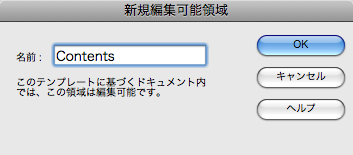 新規編集可能領域
名前： Contents
このテンプレートに基づくドキュメント内
では、この領域は編集可能です。
OK
キャンセル
ヘルプ